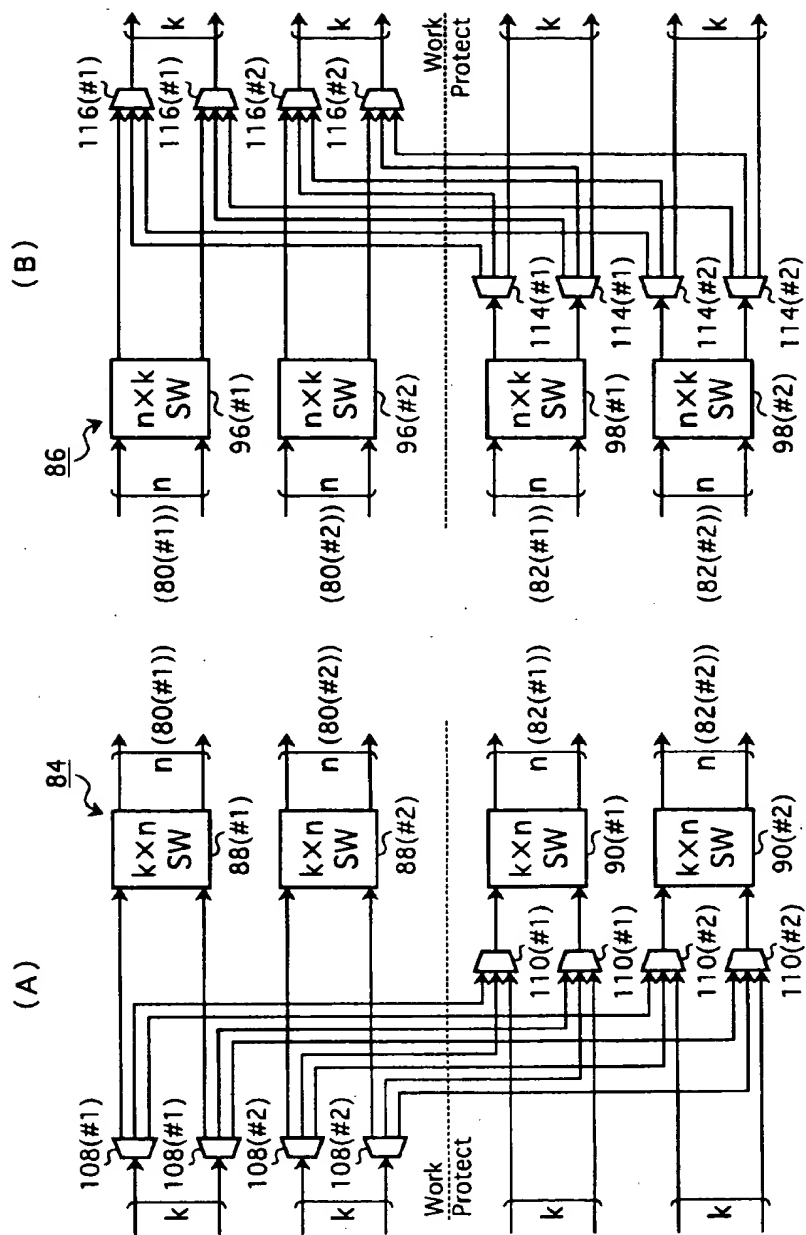 (A)
84
108(#1)
108(#1)
108(#2)
108(#2)
k
k
k×n
SW
88(#1)
n
(80(#1))
k×n
SW
88(#2)
n
(80(#2))
Work
Protect
k
k
110(#1)
110(#1)
110(#2)
110(#2)
k×n
SW
90(#1)
n
(82(#1))
k×n
SW
90(#2)
n
(82(#2))
(B)
86
(80(#1))
n
n×k
SW
96(#1)
(80(#2))
n
n×k
SW
96(#2)
116(#1)
116(#1)
116(#2)
116(#2)
k
k
Work
Protect
(82(#1))
n
n×k
SW
98(#1)
(82(#2))
n
n×k
SW
98(#2)
114(#1)
114(#1)
114(#2)
114(#2)
k
k